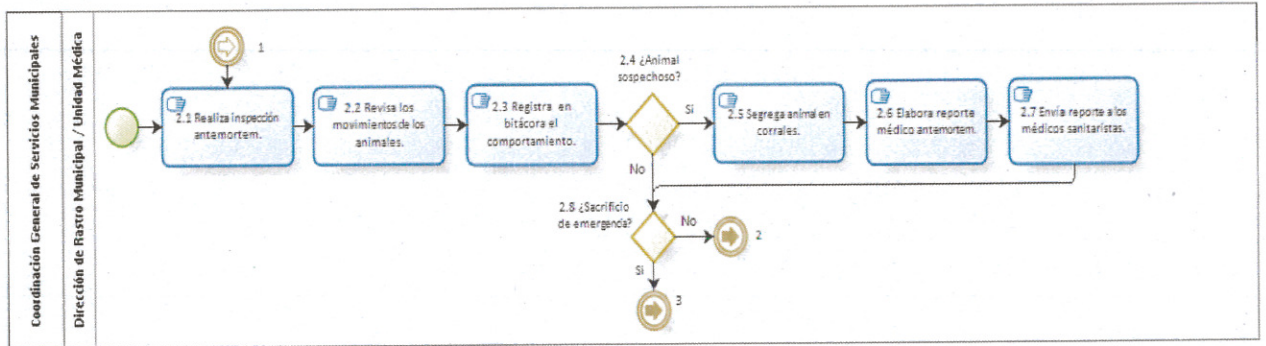 Coordinación General de Servicios Municipales
Dirección de Rastro Municipal / Unidad Médica
1
2.1 Realiza inspección
antemortem.
2.2 Revisa los
movimientos de los
animales.
2.3 Registra en
bitácora el
comportamiento.
2.4 ¿Animal
sospechoso?
Si
2.5 Segrega animal en
corrales.
2.6 Elabora reporte
médico antemortem.
2.7 Envía reporte a los
médicos sanitaristas.
No
2.8 ¿Sacrificio
de emergencia?
No
2
Si
3